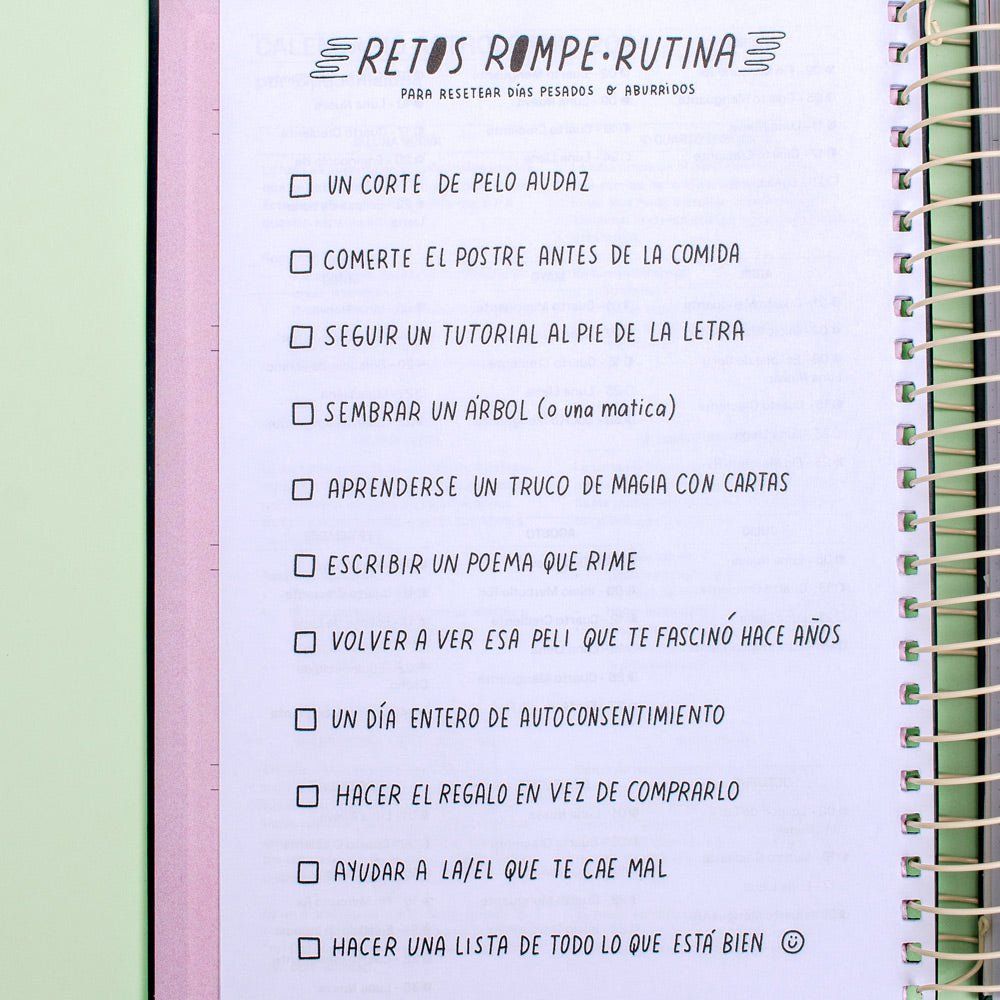 RETOS ROMPE·RUTINA
PARA RESETEAR DÍAS PESADOS O ABURRIDOS
UN CORTE DE PELO AUDAZ
COMERTE EL POSTRE ANTES DE LA COMIDA
SEGUIR UN TUTORIAL AL PIE DE LA LETRA
SEMBRAR UN ÁRBOL (o una matica)
APRENDERSE UN TRUCO DE MAGIA CON CARTAS
ESCRIBIR UN POEMA QUE RIME
VOLVER A VER ESA PELI QUE TE FASCINÓ HACE AÑOS
UN DÍA ENTERO DE AUTOCONSENTIMIENTO
HACER EL REGALO EN VEZ DE COMPRARLO
AYUDAR A LA/EL QUE TE CAE MAL
HACER UNA LISTA DE TODO LO QUE ESTÁ BIEN ☺